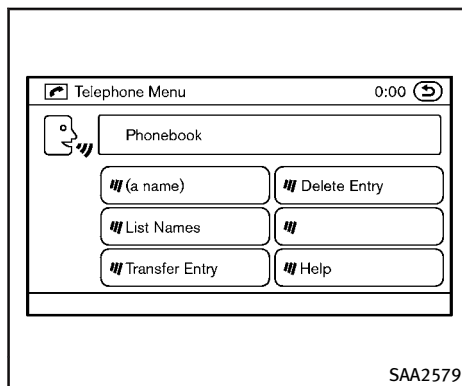 Telephone Menu 0:00
Phonebook
(a name) Delete Entry
List Names
Transfer Entry Help
SAA2579